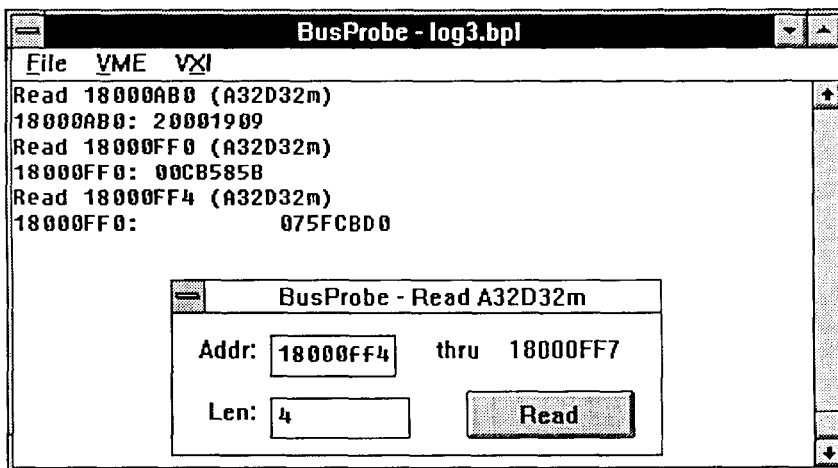 BusProbe - log3.bpl
File VME VXI
Read 18000AB0 (A32D32m)
18000AB0: 20001909
Read 18000FF0 (A32D32m)
18000FF0: 00CB585B
Read 18000FF4 (A32D32m)
18000FF0: 075FCBD0
BusProbe - Read A32D32m
Addr: 18000ff4 thru 18000FF7
Len: 4 Read